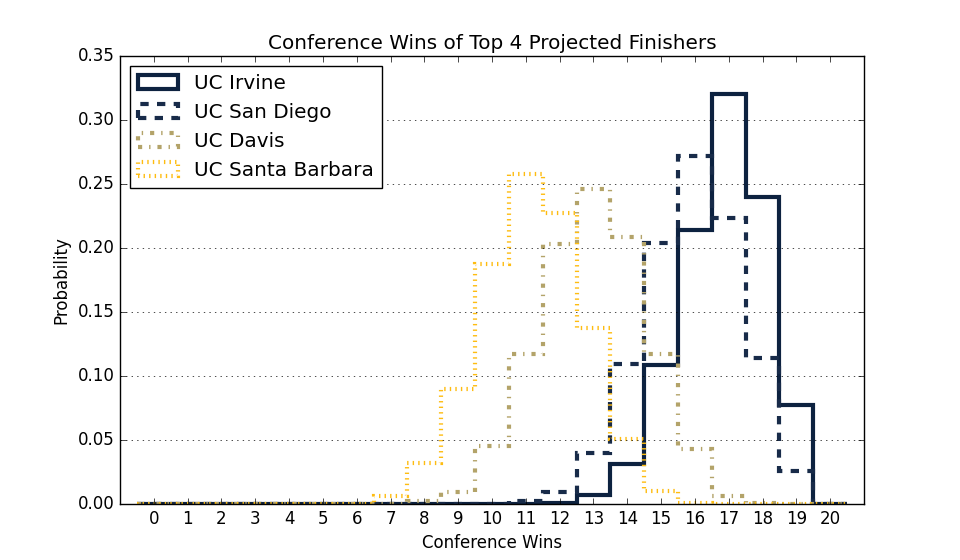 Conference Wins of Top 4 Projected Finishers
0.35
0.30
0.25
0.20
0.15
0.10
0.05
0.00
Probability
UC Irvine
UC San Diego
UC Davis
UC Santa Barbara
0 1 2 3 4 5 6 7 8 9 10 11 12 13 14 15 16 17 18 19 20
Conference Wins